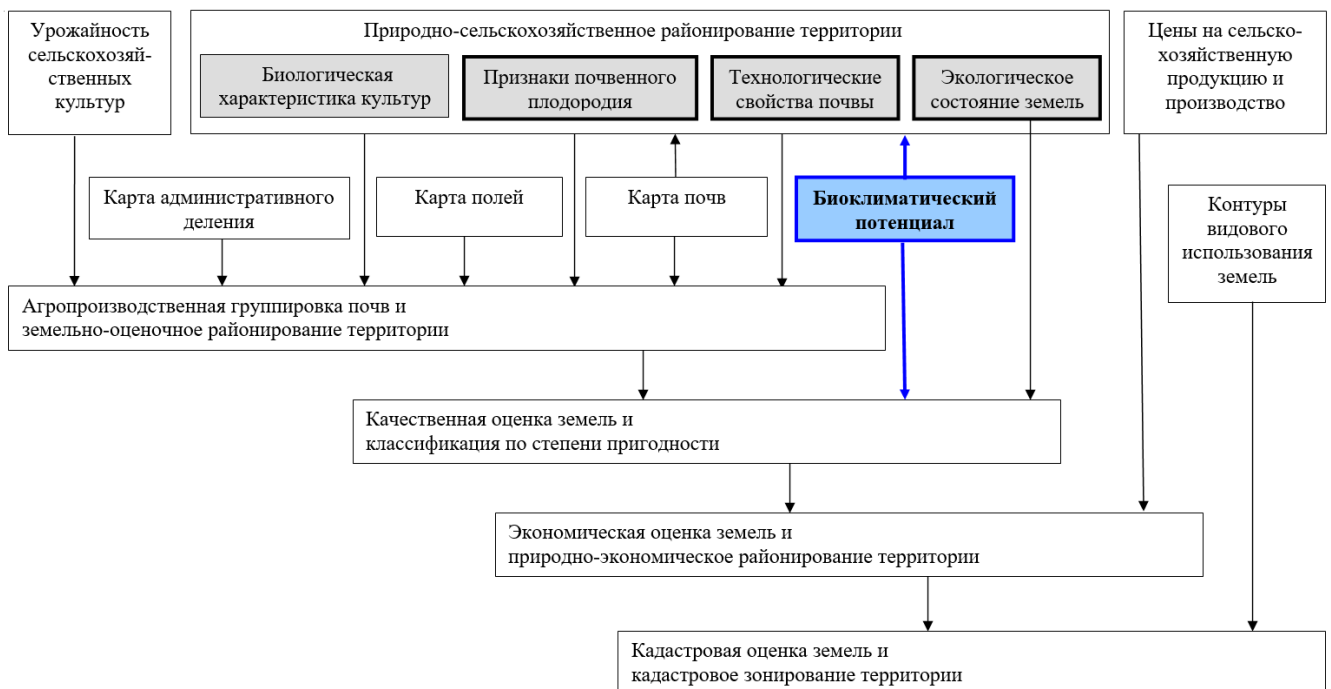 Урожайность
сельскохозяй-
ственных
культур
Природно-сельскохозяйственное районирование территории
Биологическая
характеристика культур
Признаки почвенного
плодородия
Технологические
свойства почвы
Экологическое
состояние земель
Цены на сельско-
хозяйственную
продукцию и
производство
Карта административного
деления
Карта полей
Карта почв
Биоклиматический
потенциал
Контуры
видового
использования
земель
Агропроизводственная группировка почв и
земельно-оценочное районирование территории
Качественная оценка земель и
классификация по степени пригодности
Экономическая оценка земель и
природно-экономическое районирование территории
Кадастровая оценка земель и
кадастровое зонирование территории